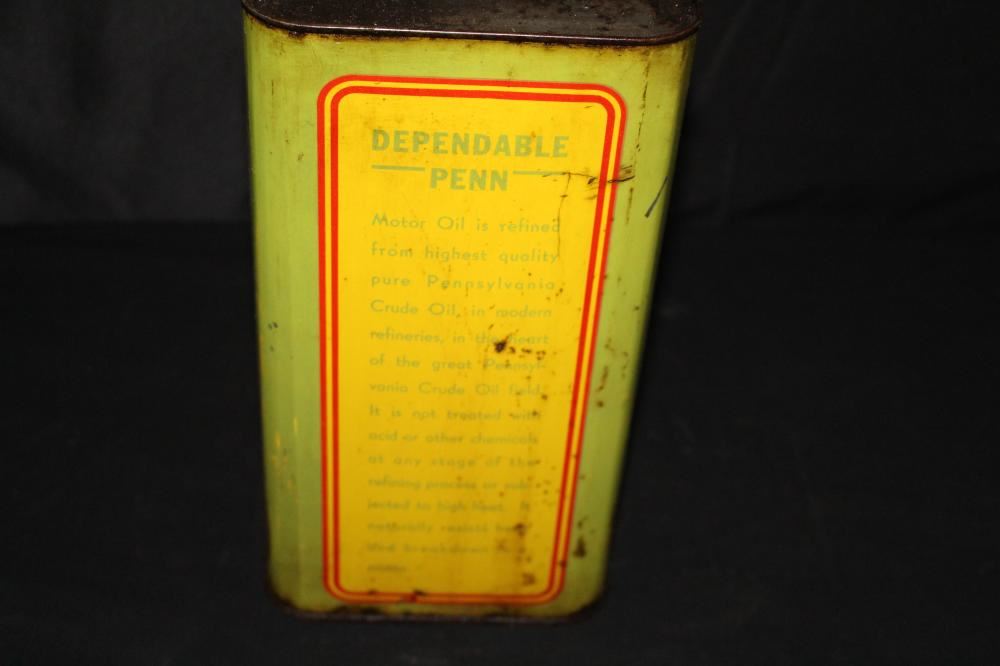 DEPENDABLE
PENN
Motor Oil is refined
from highest quality
pure Pennsylvania
Crude Oil, in modern
refineries, in the heart
of the great Pennsyl-
vania Crude Oil field.
It is not treated with
acid or other chemicals
at any stage of the
refining process or sub-
jected to high heat. It
naturally resists heat
and breakdown